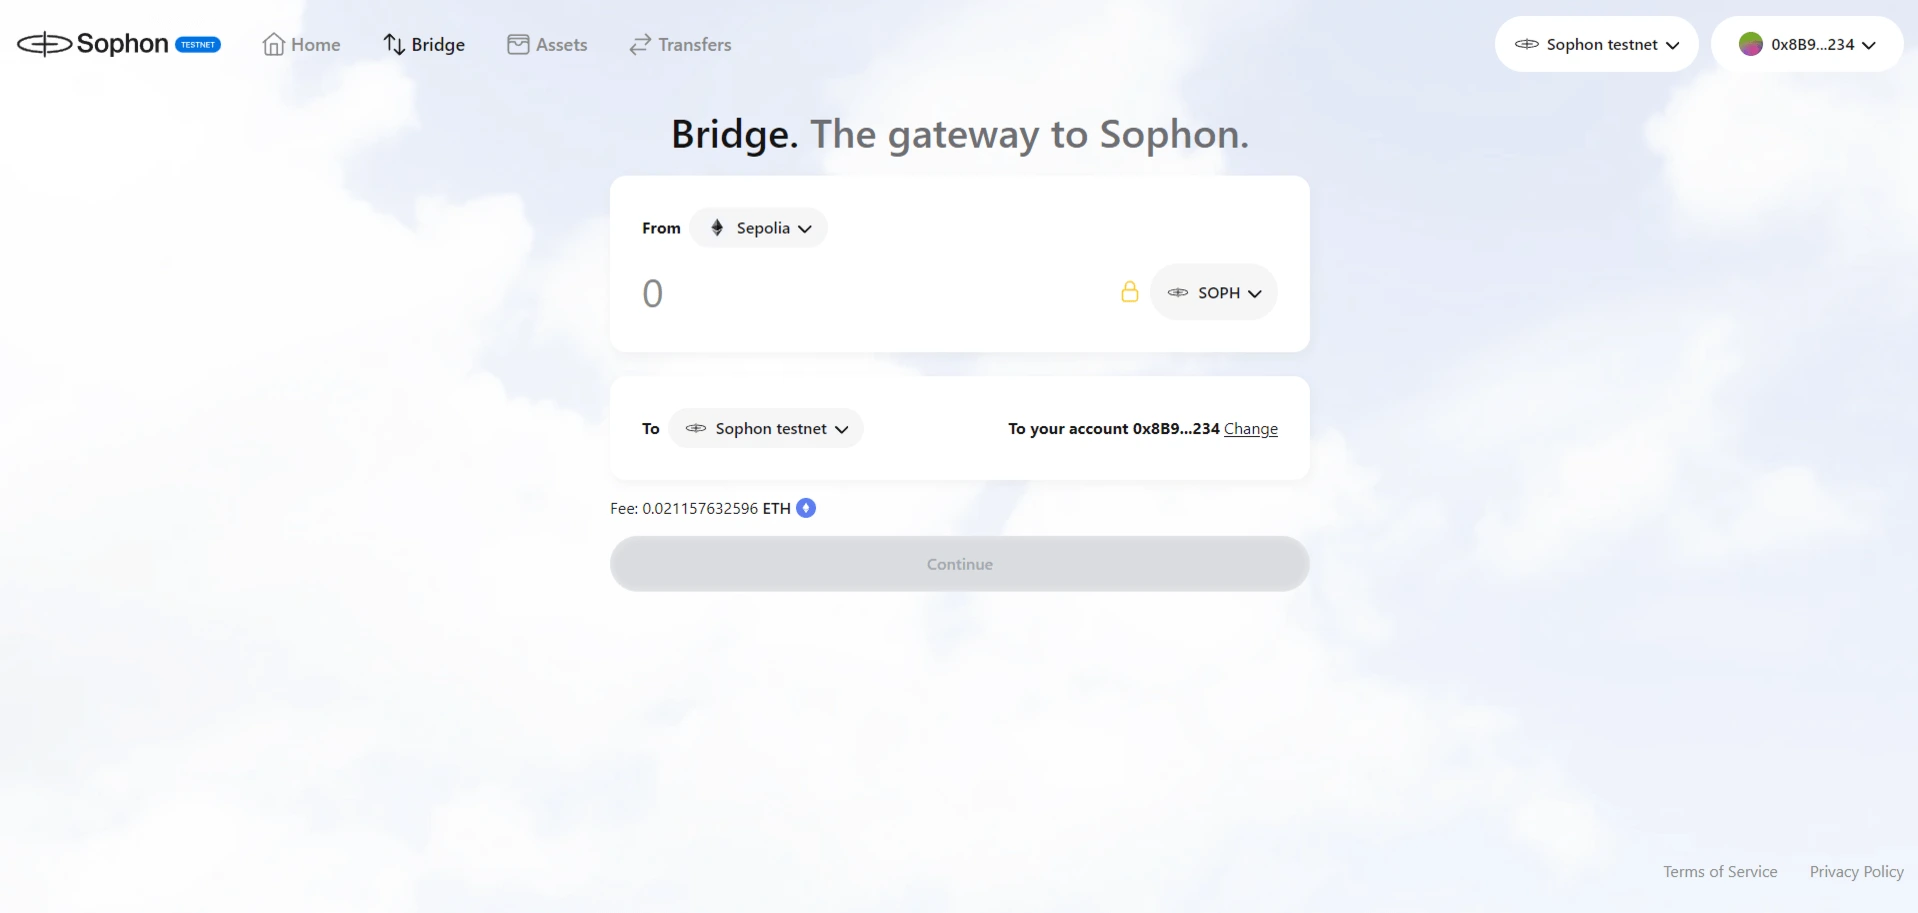 Sophon TESTNET Home Bridge Assets Transfers Sophon testnet 0x8B9...234
Bridge. The gateway to Sophon.
From Sepolia
0 SOPH
To Sophon testnet To your account 0x8B9...234 Change
Fee: 0.021157632596 ETH
Continue
Terms of Service Privacy Policy